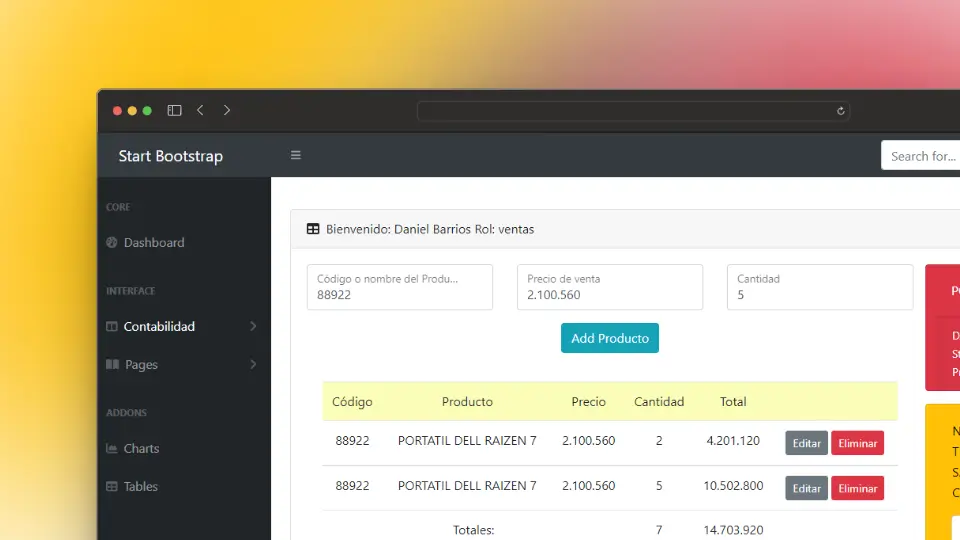 Start Bootstrap
Search for...
CORE
Dashboard
INTERFACE
Contabilidad
Pages
ADDONS
Charts
Tables
Bienvenido: Daniel Barrios Rol: ventas
Código o nombre del Produ...
88922
Precio de venta
2.100.560
Cantidad
5
Add Producto
Código Producto Precio Cantidad Total
88922 PORTATIL DELL RAIZEN 7 2.100.560 2 4.201.120 Editar Eliminar
88922 PORTATIL DELL RAIZEN 7 2.100.560 5 10.502.800 Editar Eliminar
Totales: 7 14.703.920